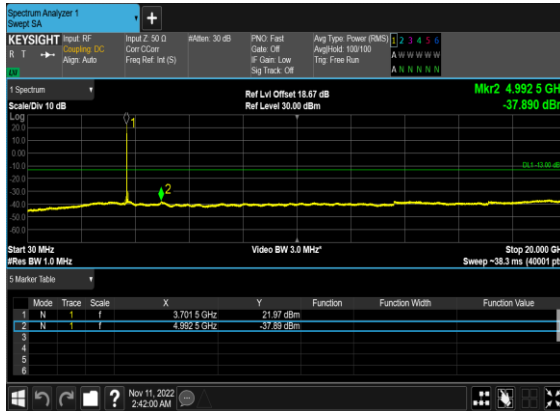 Spectrum Analyzer 1
Swept SA
+
KEYSIGHT
R T
Input: RF
Coupling: DC
Align: Auto
Input Z: 50 Ω
Corr CCorr
Freq Ref: Int (S)
#Atten: 30 dB
PNO: Fast
Gate: Off
IF Gain: Low
Sig Track: Off
Avg Type: Power (RMS)
Avg|Hold: 100/100
Trig: Free Run
1 2 3 4 5 6
A W W W W W
A N N N N N
1 Spectrum
Scale/Div 10 dB
Ref Lvl Offset 18.67 dB
Ref Level 30.00 dBm
Mkr2 4.992 5 GH
-37.890 dB
Log
20.0
10.0
0.00
-10.0
-20.0
-30.0
-40.0
-50.0
-60.0
1
2
DL1 -13.00 dB
Start 30 MHz
#Res BW 1.0 MHz
Video BW 3.0 MHz*
Stop 20.000 GH
Sweep ~38.3 ms (40001 pt
5 Marker Table
Mode Trace Scale X Y Function Function Width Function Value
1 N 1 f 3.701 5 GHz 21.97 dBm
2 N 1 f 4.992 5 GHz -37.89 dBm
3
4
5
6
?
Nov 11, 2022
2:42:00 AM